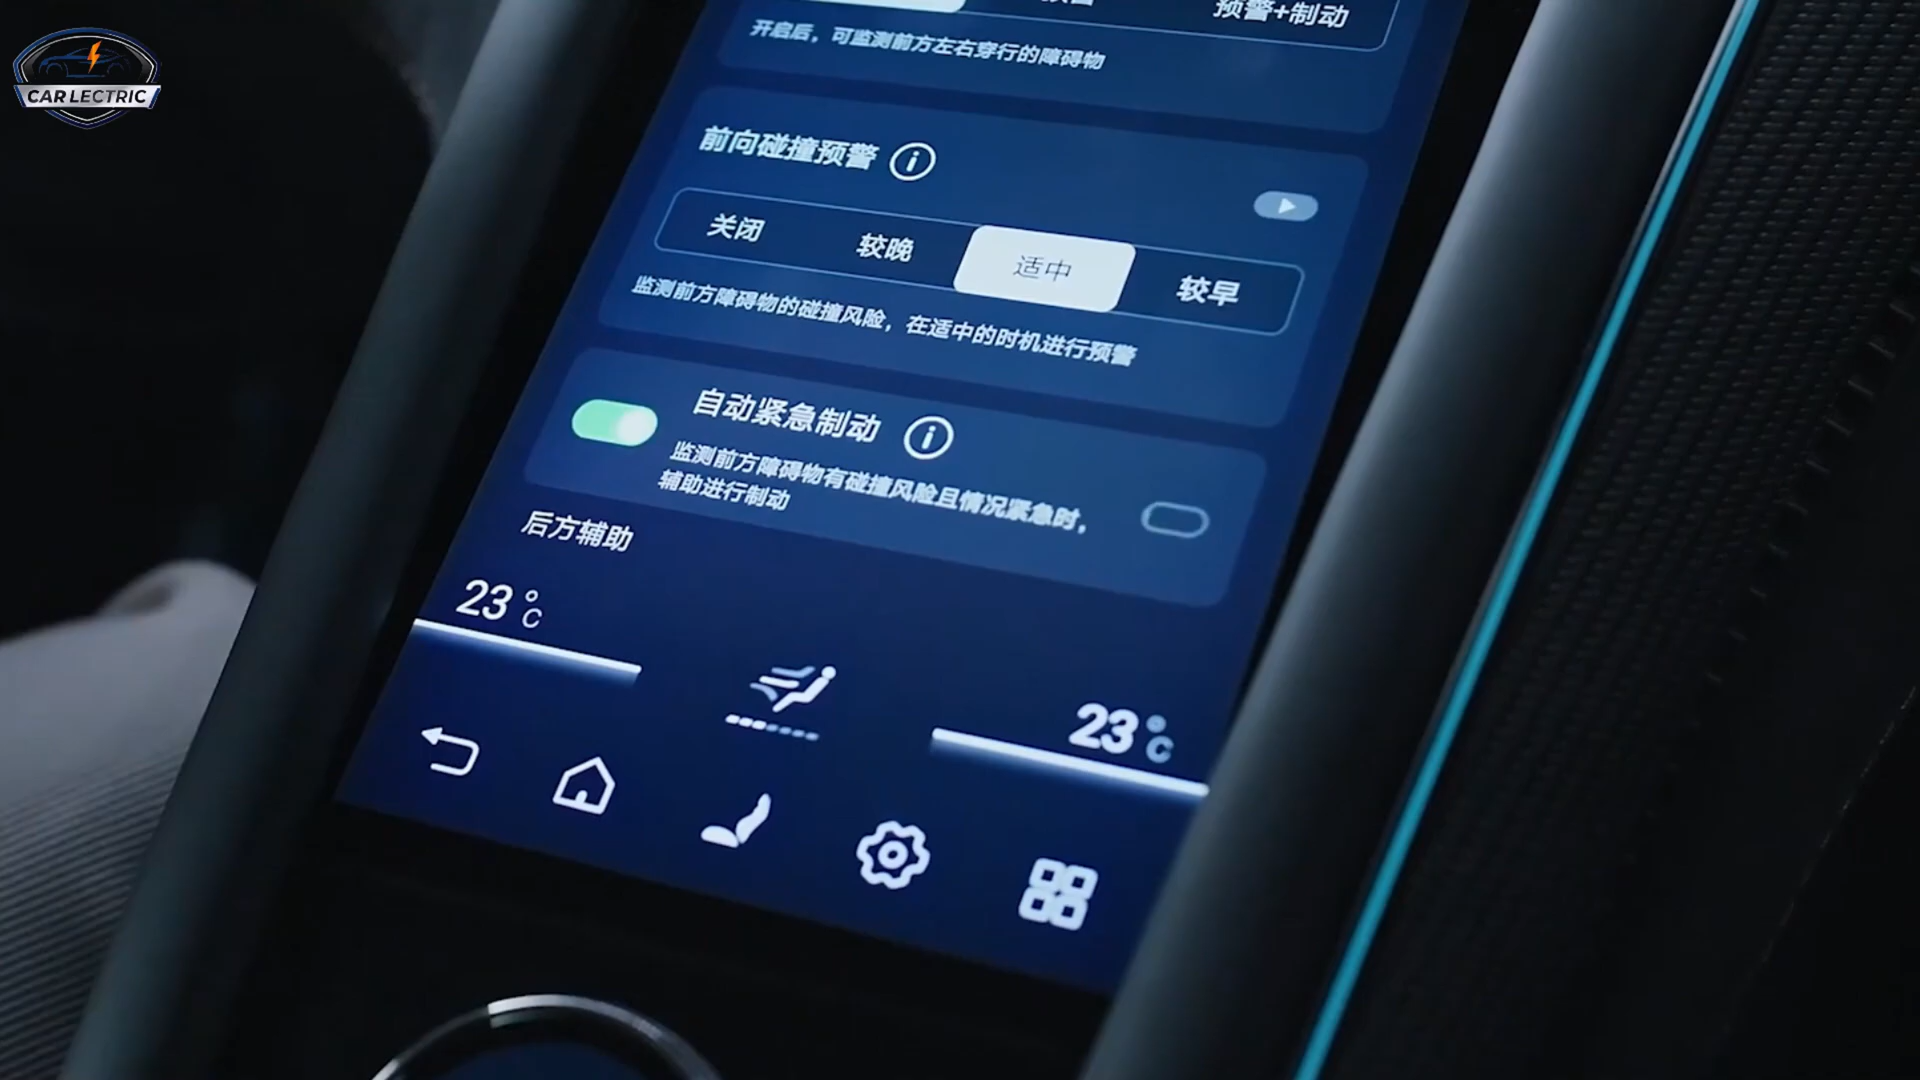 CAR LECTRIC
预警+制动
开启后，可监测前方左右穿行的障碍物
前向碰撞预警
关闭 较晚 适中 较早
监测前方障碍物的碰撞风险，在适中的时机进行预警
自动紧急制动
监测前方障碍物有碰撞风险且情况紧急时，
辅助进行制动
后方辅助
23°C
23°C